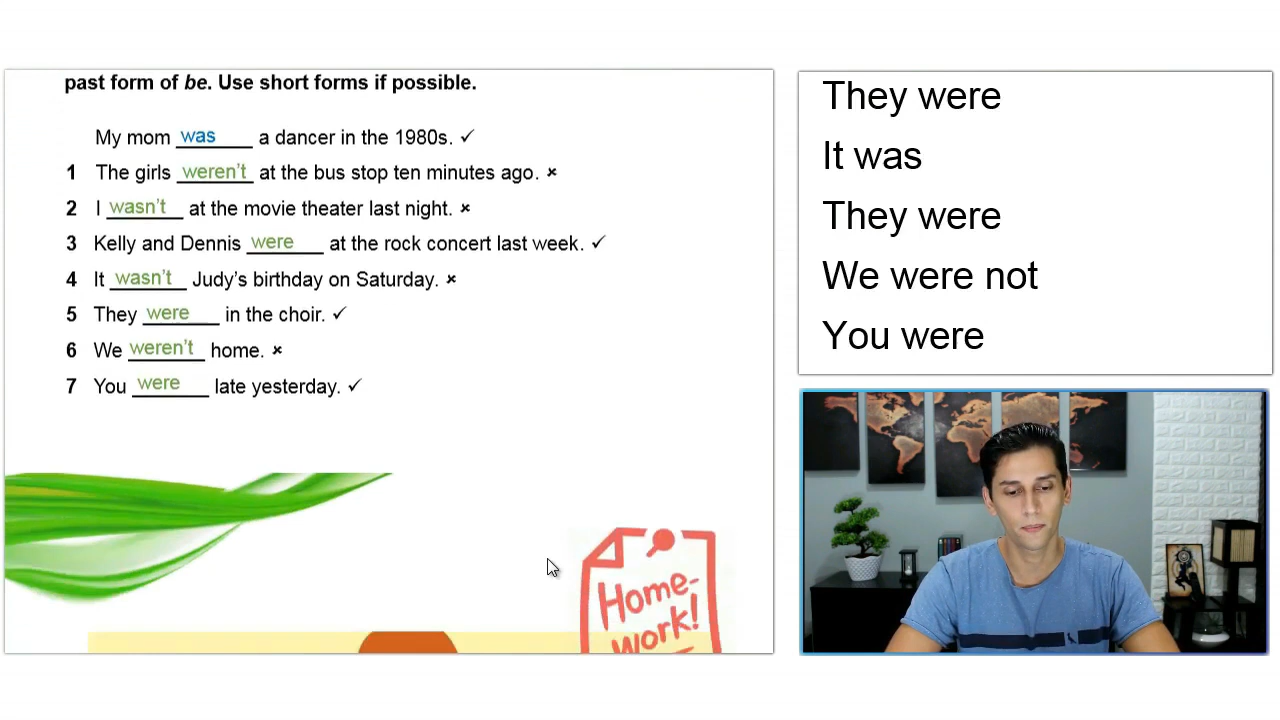 past form of be. Use short forms if possible.
My mom was a dancer in the 1980s. ✓
1 The girls weren't at the bus stop ten minutes ago. ×
2 I wasn't at the movie theater last night. ×
3 Kelly and Dennis were at the rock concert last week. ✓
4 It wasn't Judy's birthday on Saturday. ×
5 They were in the choir. ✓
6 We weren't home. ×
7 You were late yesterday. ✓
Home-
work!
They were
It was
They were
We were not
You were